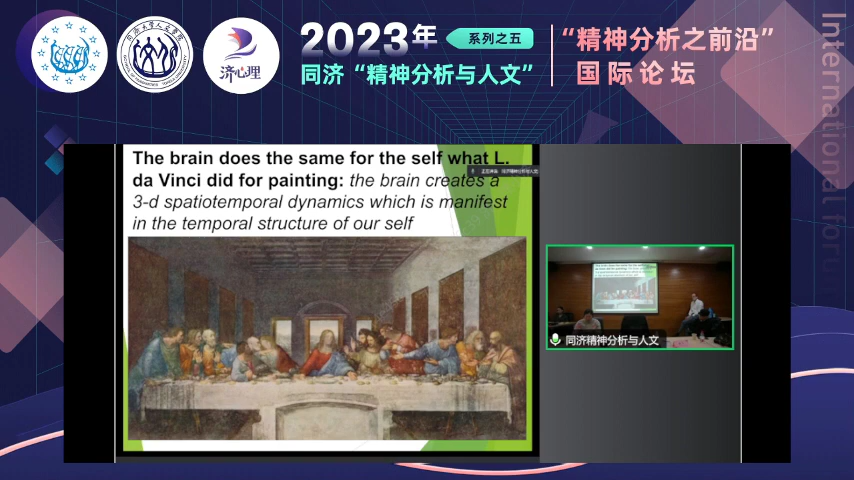 2023年
系列之五
同济“精神分析与人文”
“精神分析之前沿”
国际论坛
International forum
济心理
The brain does the same for the self what L.
da Vinci did for painting: the brain creates a
3-d spatiotemporal dynamics which is manifest
in the temporal structure of our self
同济精神分析与人文